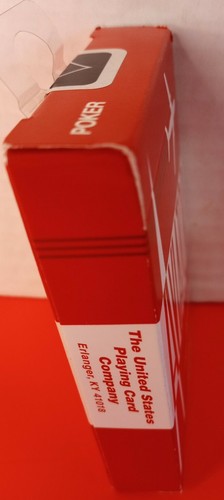 POKER
The United States
Playing Card
Company
Erlanger, KY 41018